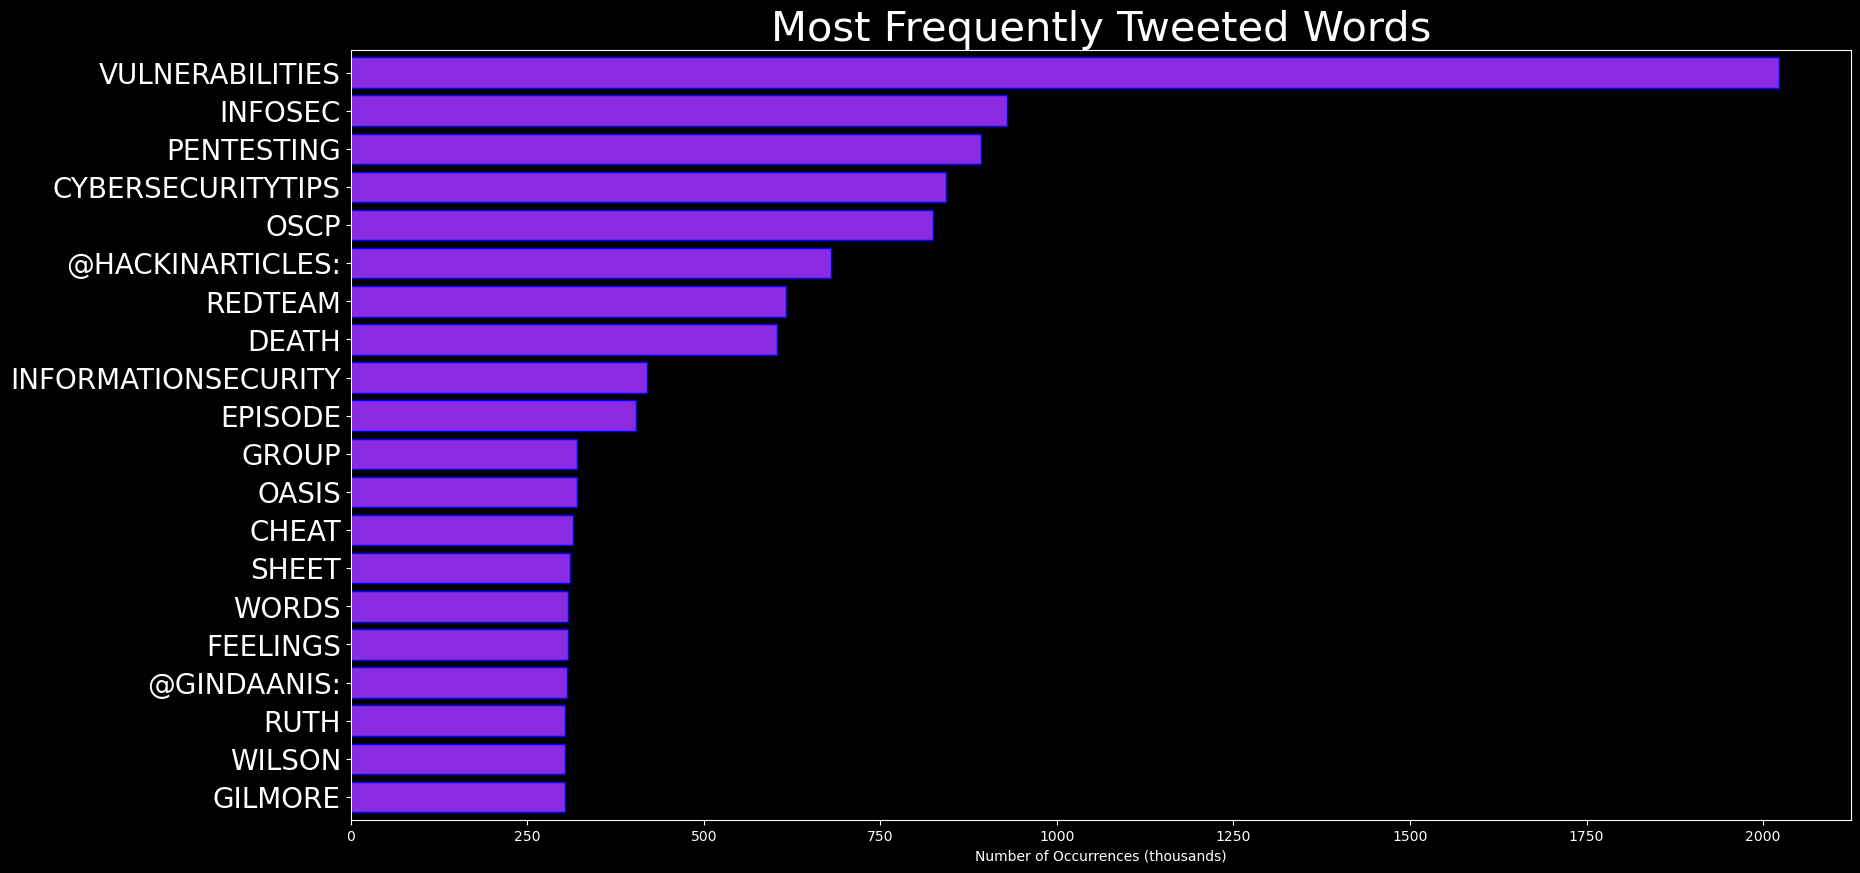 Most Frequently Tweeted Words
VULNERABILITIES
INFOSEC
PENTESTING
CYBERSECURITYTIPS
OSCP
@HACKINARTICLES:
REDTEAM
DEATH
INFORMATIONSECURITY
EPISODE
GROUP
OASIS
CHEAT
SHEET
WORDS
FEELINGS
@GINDAANIS:
RUTH
WILSON
GILMORE
0 250 500 750 1000 1250 1500 1750 2000
Number of Occurrences (thousands)